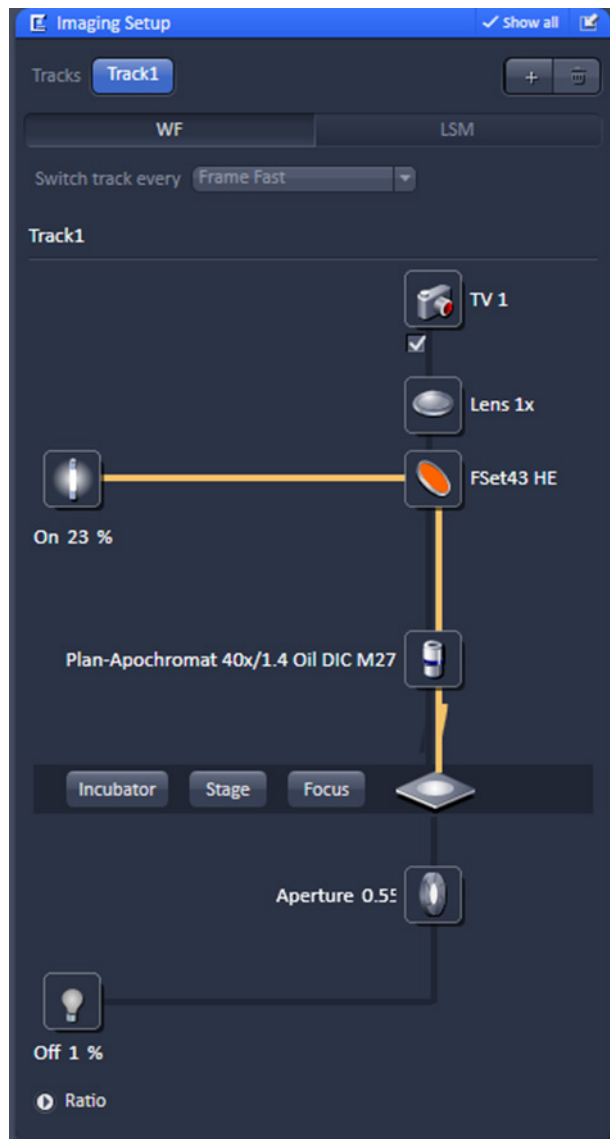 Imaging Setup Show all
Tracks Track1 +
WF LSM
Switch track every Frame Fast
Track1
TV 1
Lens 1x
FSet43 HE
On 23 %
Plan-Apochromat 40x/1.4 Oil DIC M27
Incubator Stage Focus
Aperture 0.55
Off 1 %
Ratio